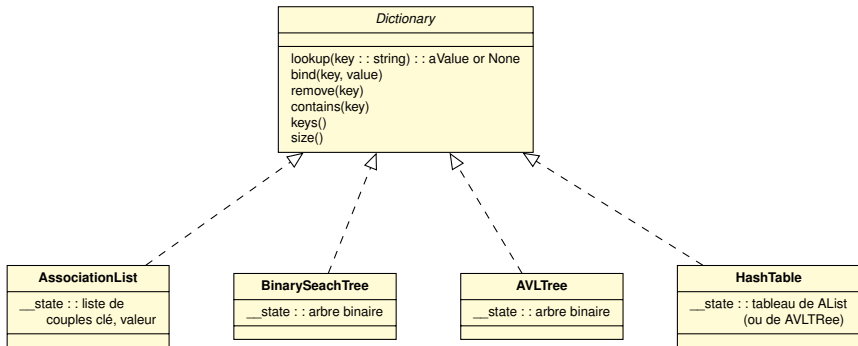 Dictionary
lookup(key : : string) : : aValue or None
bind(key, value)
remove(key)
contains(key)
keys()
size()
AssociationList
__state : : liste de
couples clé, valeur
BinarySeachTree
__state : : arbre binaire
AVLTree
__state : : arbre binaire
HashTable
__state : : tableau de AList
(ou de AVLTRee)